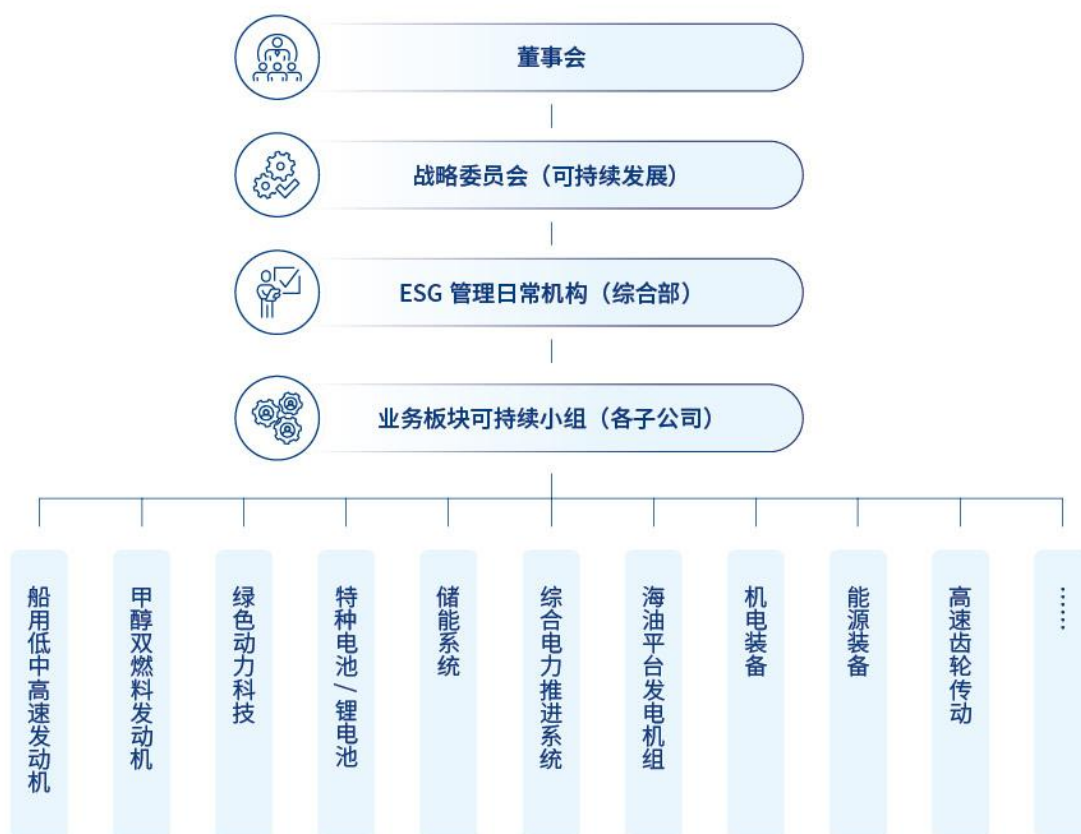 董事会
战略委员会（可持续发展）
ESG 管理日常机构（综合部）
业务板块可持续小组（各子公司）
船用低中高速发动机
甲醇双燃料发动机
绿色动力科技
特种电池/锂电池
储能系统
综合电力推进系统
海油平台发电机组
机电装备
能源装备
高速齿轮传动
……